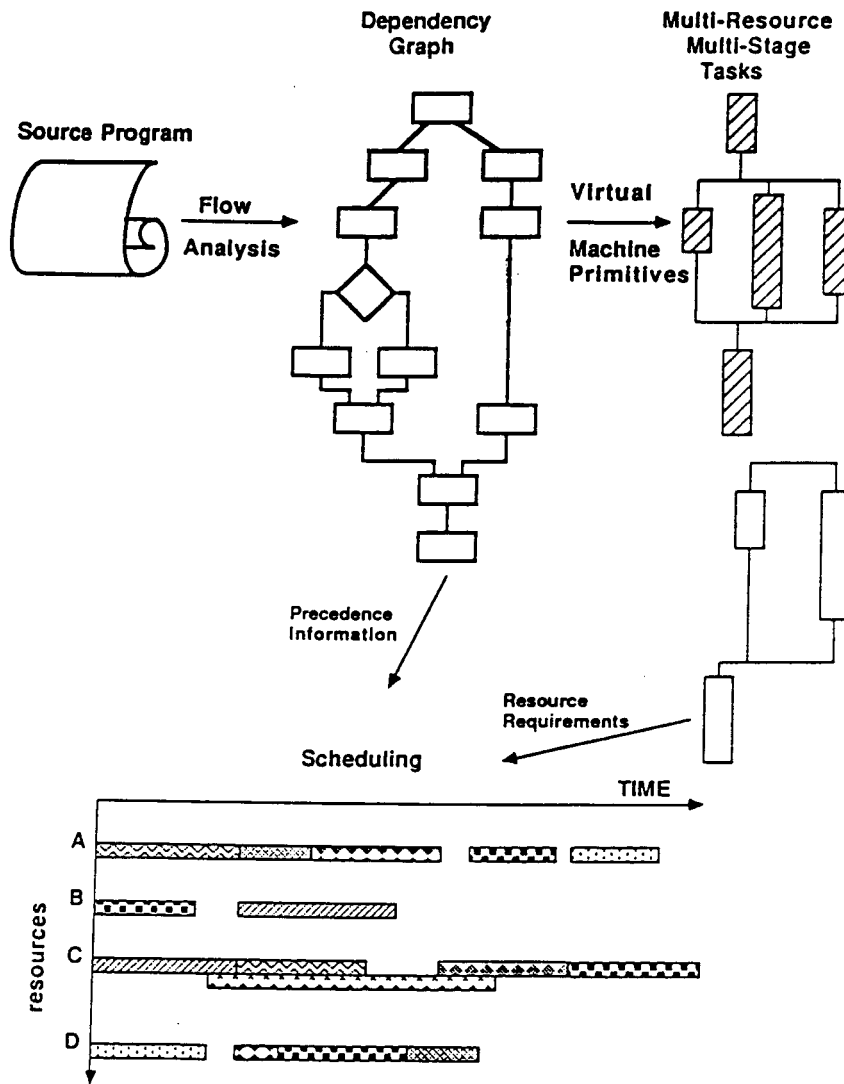 Dependency
Graph
Multi-Resource
Multi-Stage
Tasks
Source Program
Flow
Analysis
Virtual
Machine
Primitives
Precedence
Information
Resource
Requirements
Scheduling
TIME
A
B
C
D
resources